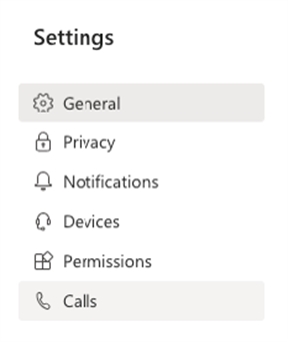 Settings
General
Privacy
Notifications
Devices
Permissions
Calls